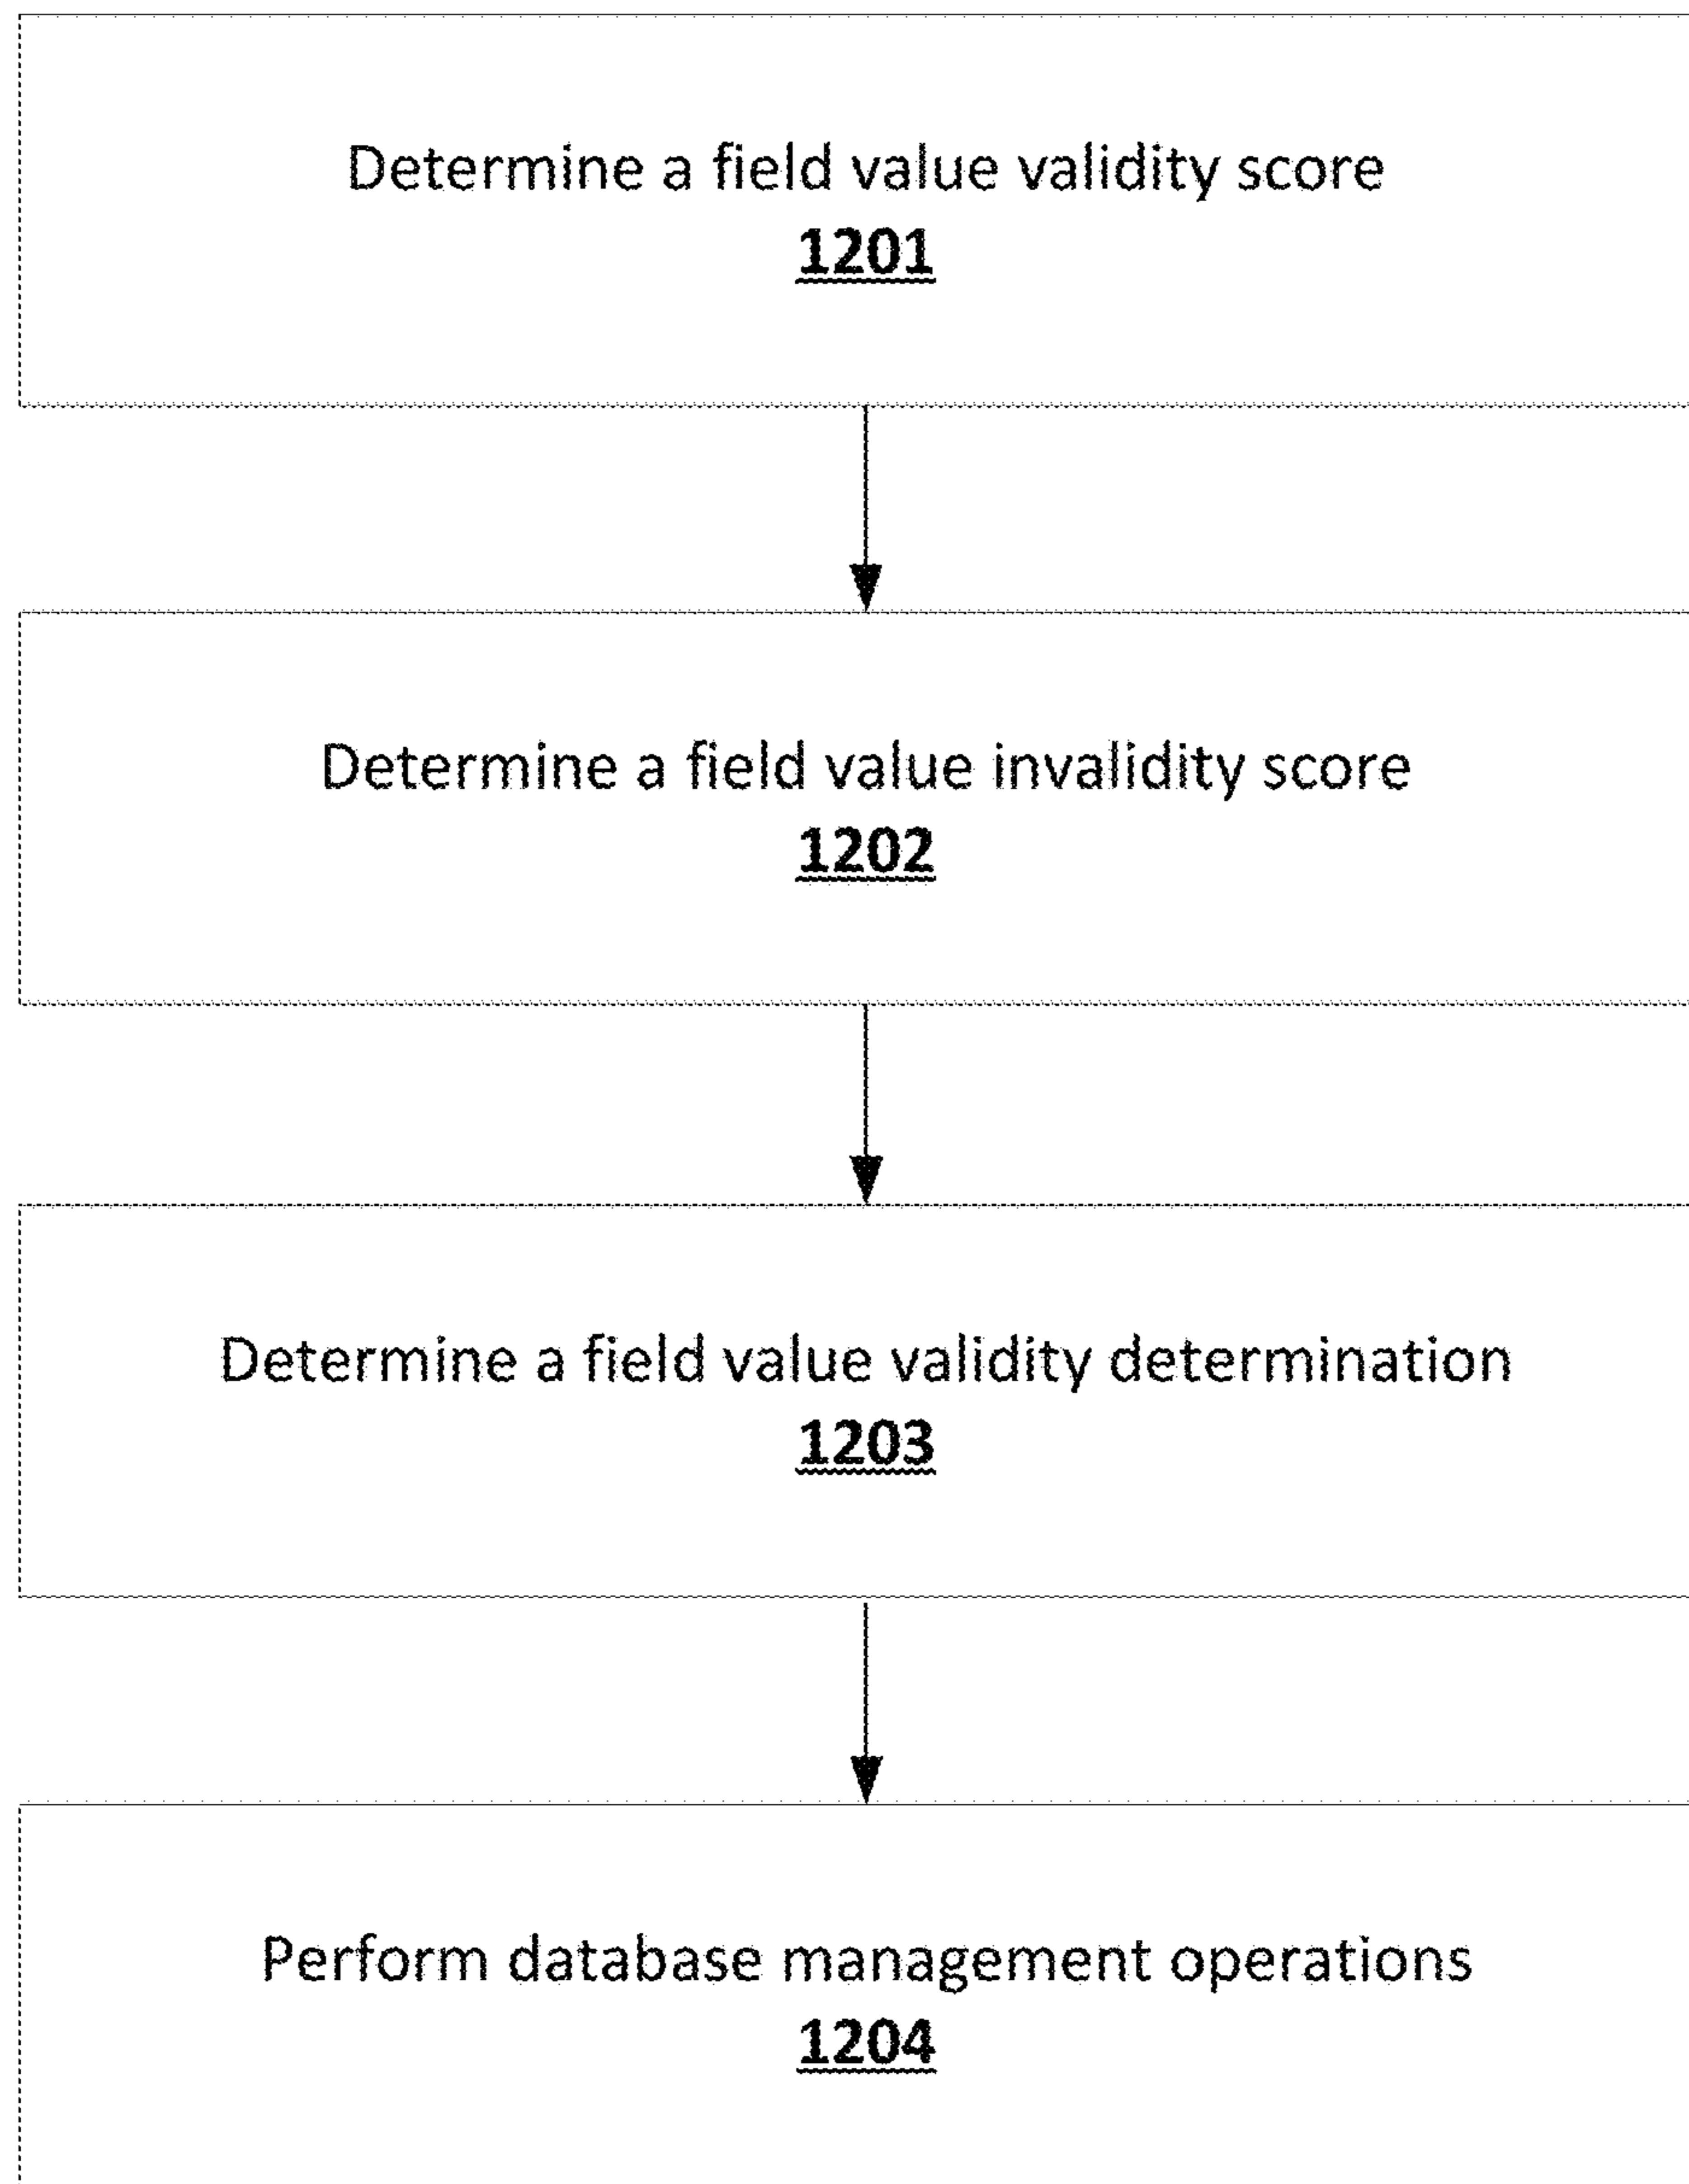 Determine a field value validity score
1201
Determine a field value invalidity score
1202
Determine a field value validity determination
1203
Perform database management operations
1204